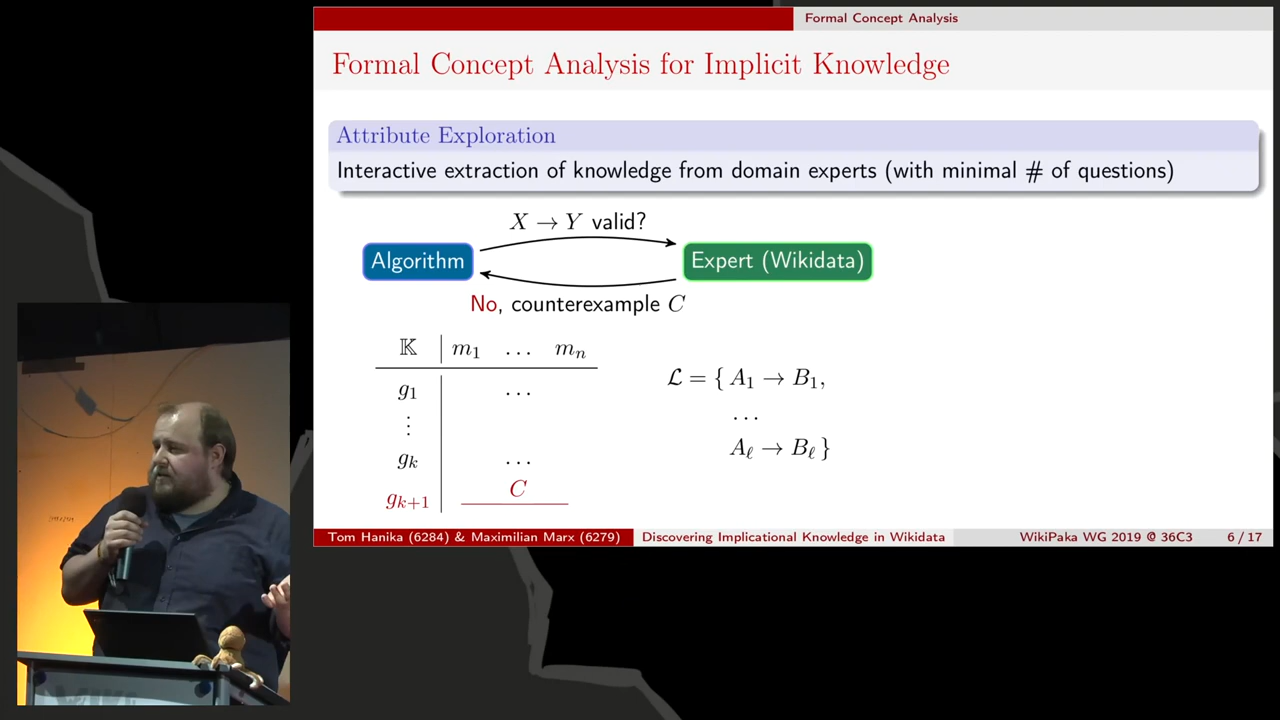 Formal Concept Analysis
Formal Concept Analysis for Implicit Knowledge
Attribute Exploration
Interactive extraction of knowledge from domain experts (with minimal # of questions)
X → Y valid?
Algorithm
Expert (Wikidata)
No, counterexample C
𝕂 m₁ … mₙ
g₁ …
⋮
gₖ …
gₖ₊₁ C
ℒ = { A₁ → B₁,
…
A_ℓ → B_ℓ }
Tom Hanika (6284) & Maximilian Marx (6279) Discovering Implicational Knowledge in Wikidata WikiPaka WG 2019 @ 36C3 6 / 17